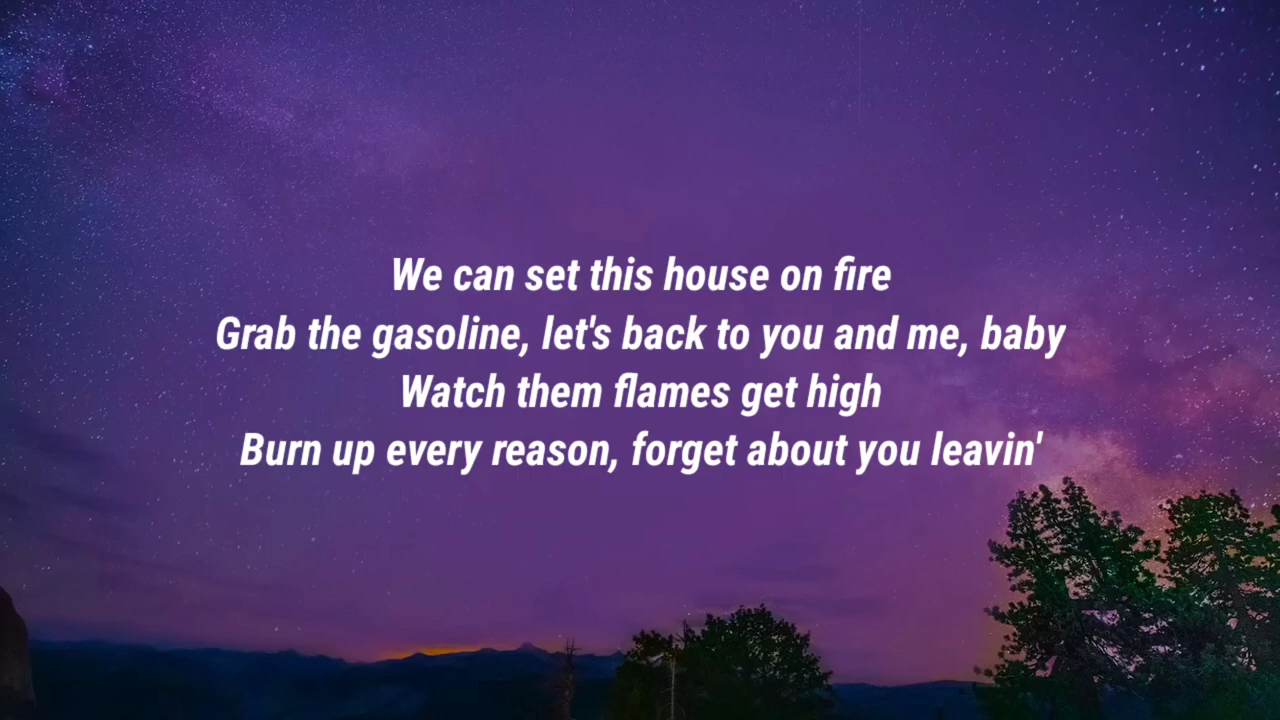 We can set this house on fire
Grab the gasoline, let's back to you and me, baby
Watch them flames get high
Burn up every reason, forget about you leavin'